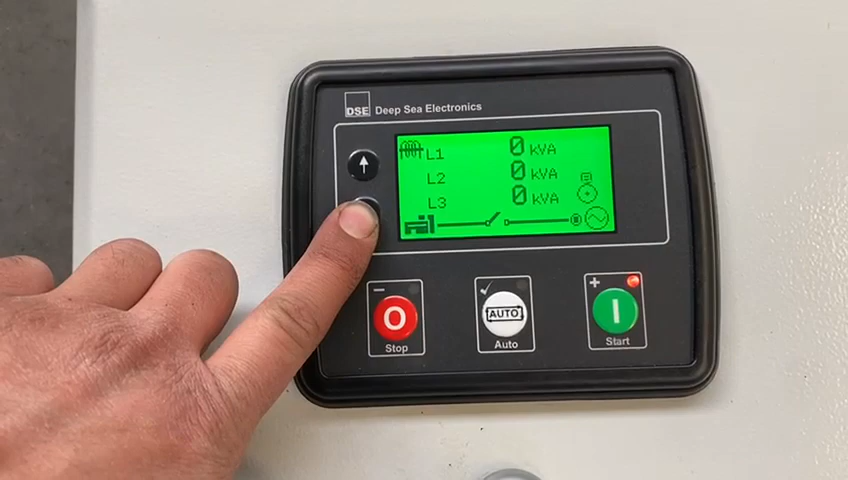 DSE Deep Sea Electronics
L1 0 kVA
L2 0 kVA
L3 0 kVA
O
AUTO
I
Stop
Auto
Start